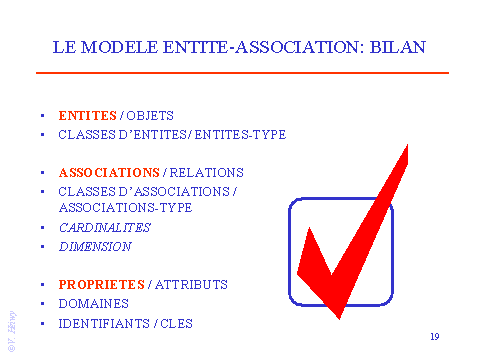 LE MODELE ENTITE-ASSOCIATION: BILAN
• ENTITES / OBJETS
• CLASSES D'ENTITES / ENTITES-TYPE
• ASSOCIATIONS / RELATIONS
• CLASSES D'ASSOCIATIONS /
ASSOCIATIONS-TYPE
• CARDINALITES
• DIMENSION
• PROPRIETES / ATTRIBUTS
• DOMAINES
• IDENTIFIANTS / CLES
19